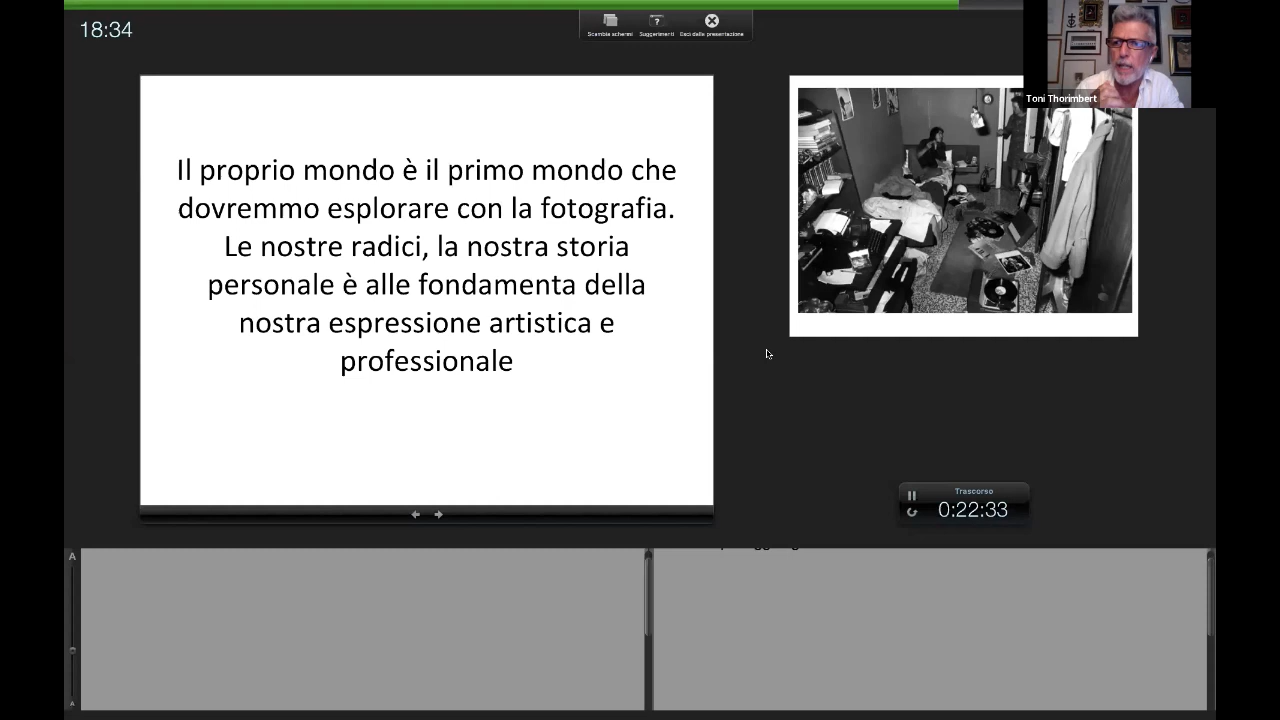 18:34
Scambia schermi
Suggerimenti
Esci dalla presentazione
Toni Thorimbert
Il proprio mondo è il primo mondo che
dovremmo esplorare con la fotografia.
Le nostre radici, la nostra storia
personale è alle fondamenta della
nostra espressione artistica e
professionale
Trascorso
0:22:33
A
A